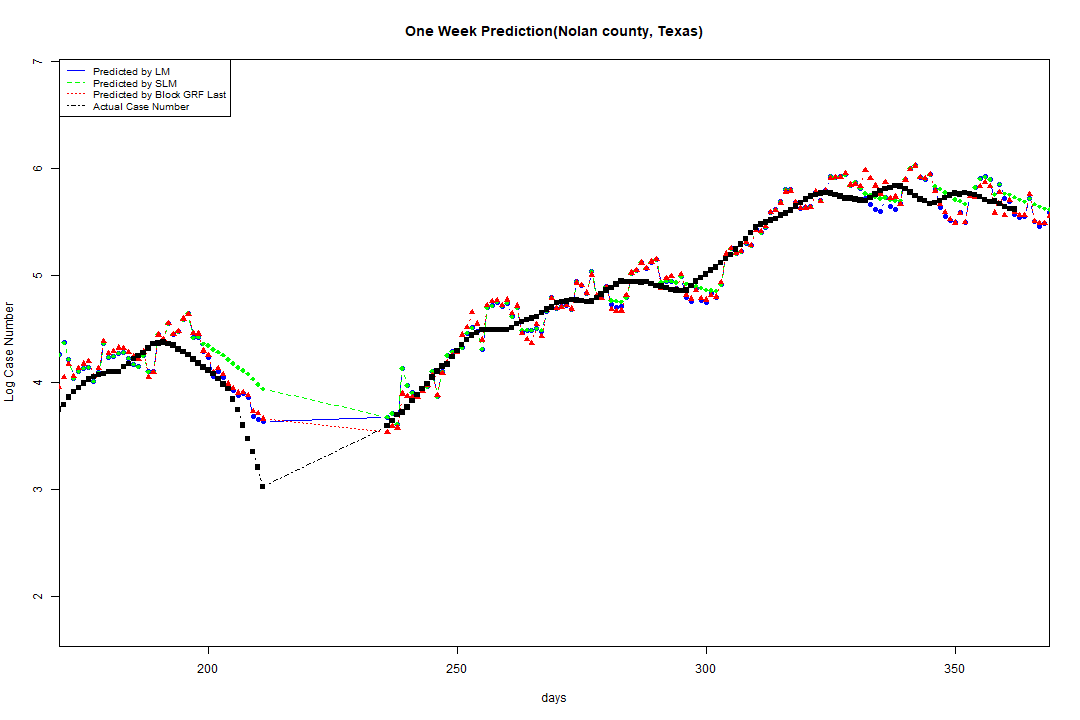 One Week Prediction(Nolan county, Texas)
Predicted by LM
Predicted by SLM
Predicted by Block GRF Last
Actual Case Number
7
6
5
4
3
2
Log Case Number
200 250 300 350
days